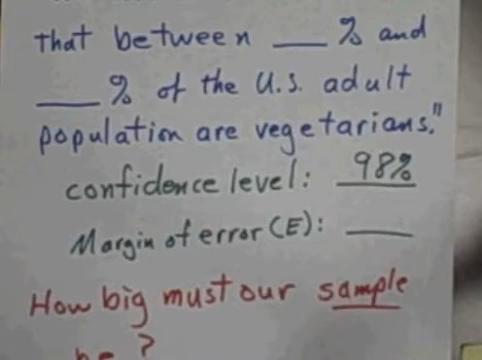 that between ___ % and
___ % of the U.S. adult
population are vegetarians."
confidence level: 98%
Margin of error (E): ___
How big must our sample
be?